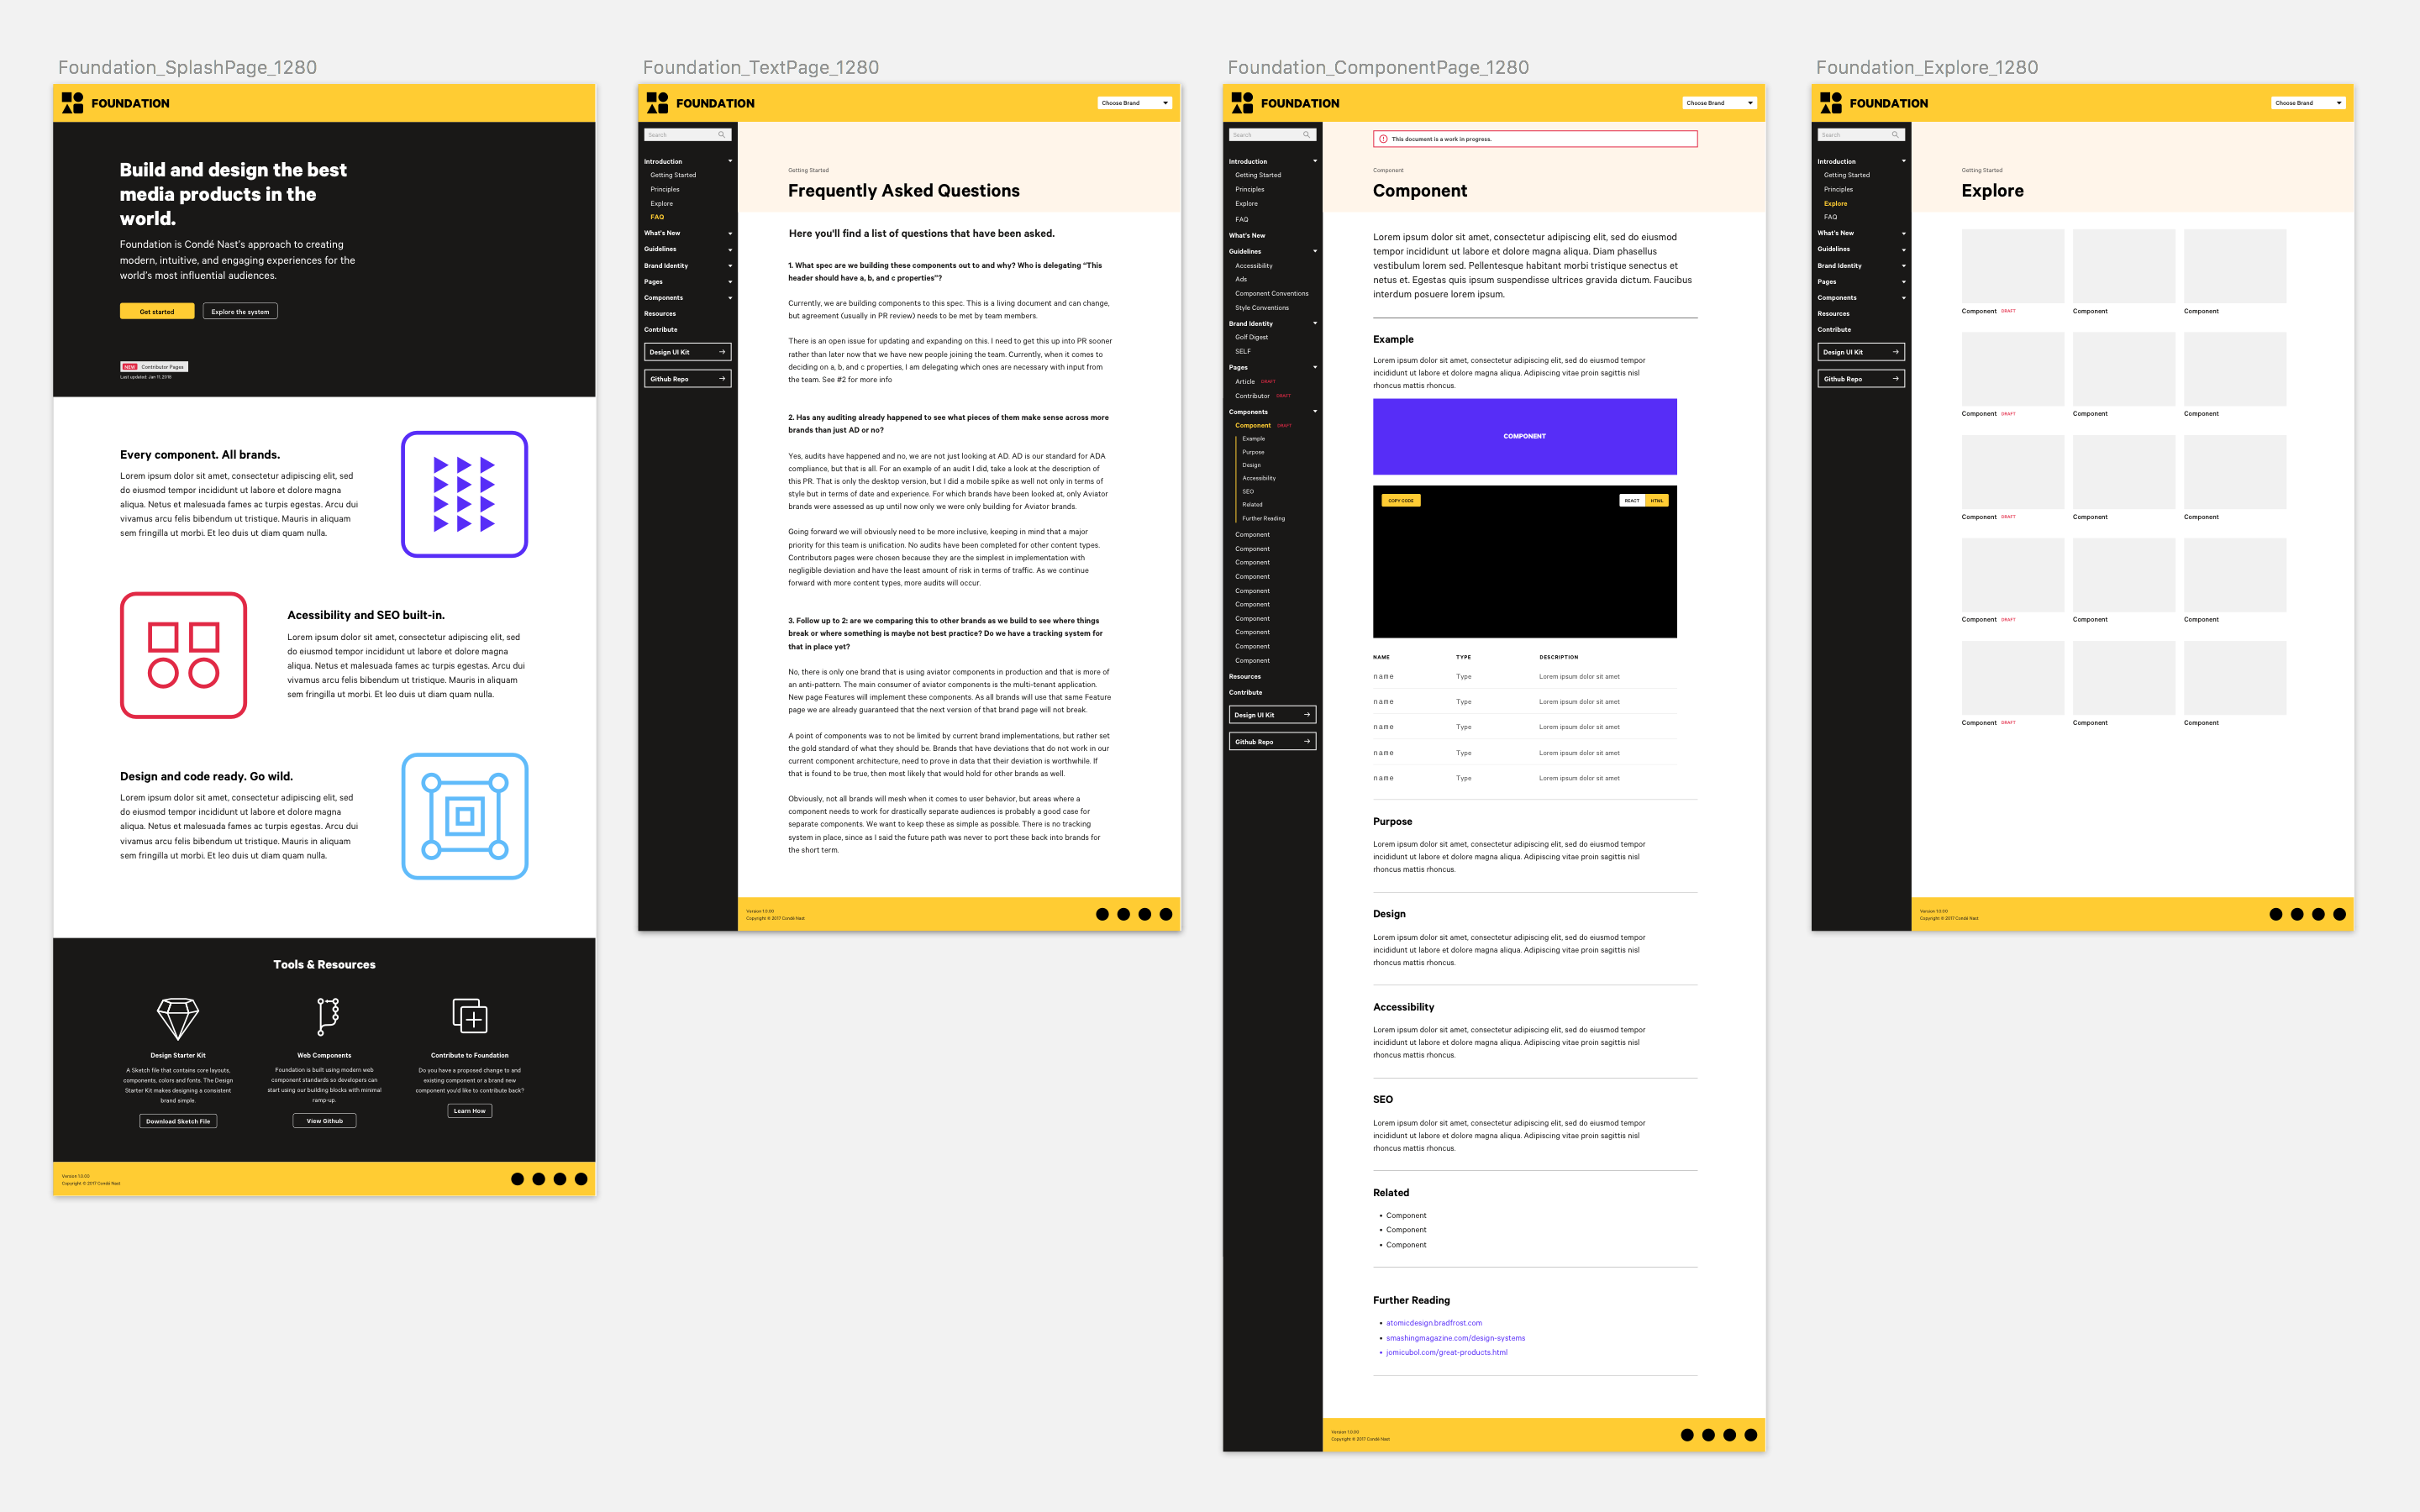 Foundation_SplashPage_1280
FOUNDATION
Build and design the best
media products in the
world.
Foundation is Condé Nast's approach to creating
modern, intuitive, and engaging experiences for the
world's most influential audiences.
Get started
Explore the system
NEW Contributor Pages
Last updated: Jan 11, 2018
Every component. All brands.
Lorem ipsum dolor sit amet, consectetur adipiscing elit, sed
do eiusmod tempor incididunt ut labore et dolore magna
aliqua. Netus et malesuada fames ac turpis egestas. Arcu dui
vivamus arcu felis bibendum ut tristique. Mauris in aliquam
sem fringilla ut morbi. Et leo duis ut diam quam nulla.
Acessibility and SEO built-in.
Lorem ipsum dolor sit amet, consectetur adipiscing elit, sed
do eiusmod tempor incididunt ut labore et dolore magna
aliqua. Netus et malesuada fames ac turpis egestas. Arcu dui
vivamus arcu felis bibendum ut tristique. Mauris in aliquam
sem fringilla ut morbi. Et leo duis ut diam quam nulla.
Design and code ready. Go wild.
Lorem ipsum dolor sit amet, consectetur adipiscing elit, sed
do eiusmod tempor incididunt ut labore et dolore magna
aliqua. Netus et malesuada fames ac turpis egestas. Arcu dui
vivamus arcu felis bibendum ut tristique. Mauris in aliquam
sem fringilla ut morbi. Et leo duis ut diam quam nulla.
Tools & Resources
Design Starter Kit
A Sketch file that contains core layouts,
components, colors and fonts. The Design
Starter Kit makes designing a consistent
brand simple.
Download Sketch File
Web Components
Foundation is built using modern web
component standards so developers can
start using our building blocks with minimal
ramp-up.
View Github
Contribute to Foundation
Do you have a proposed change to and
existing component or a brand new
component you'd like to contribute back?
Learn How
Version 1.0.00
Copyright © 2017 Condé Nast
Foundation_TextPage_1280
FOUNDATION
Choose Brand
Search
Introduction
Getting Started
Principles
Explore
FAQ
What's New
Guidelines
Brand Identity
Pages
Components
Resources
Contribute
Design UI Kit
Github Repo
Getting Started
Frequently Asked Questions
Here you'll find a list of questions that have been asked.
1. What spec are we building these components out to and why? Who is delegating "This
header should have a, b, and c properties"?
Currently, we are building components to this spec. This is a living document and can change,
but agreement (usually in PR review) needs to be met by team members.
There is an open issue for updating and expanding on this. I need to get this up into PR sooner
rather than later now that we have new people joining the team. Currently, when it comes to
deciding on a, b, and c properties, I am delegating which ones are necessary with input from
the team. See #2 for more info
2. Has any auditing already happened to see what pieces of them make sense across more
brands than just AD or no?
Yes, audits have happened and no, we are not just looking at AD. AD is our standard for ADA
compliance, but that is all. For an example of an audit I did, take a look at the description of
this PR. That is only the desktop version, but I did a mobile spike as well not only in terms of
style but in terms of date and experience. For which brands have been looked at, only Aviator
brands were assessed as up until now only we were only building for Aviator brands.
Going forward we will obviously need to be more inclusive, keeping in mind that a major
priority for this team is unification. No audits have been completed for other content types.
Contributors pages were chosen because they are the simplest in implementation with
negligible deviation and have the least amount of risk in terms of traffic. As we continue
forward with more content types, more audits will occur.
3. Follow up to 2: are we comparing this to other brands as we build to see where things
break or where something is maybe not best practice? Do we have a tracking system for
that in place yet?
No, there is only one brand that is using aviator components in production and that is more of
an anti-pattern. The main consumer of aviator components is the multi-tenant application.
New page Features will implement these components. As all brands will use that same Feature
page we are already guaranteed that the next version of that brand page will not break.
A point of components was to not be limited by current brand implementations, but rather set
the gold standard of what they should be. Brands that have deviations that do not work in our
current component architecture, need to prove in data that their deviation is worthwhile. If
that is found to be true, then most likely that would hold for other brands as well.
Obviously, not all brands will mesh when it comes to user behavior, but areas where a
component needs to work for drastically separate audiences is probably a good case for
separate components. We want to keep these as simple as possible. There is no tracking
system in place, since as I said the future path was never to port these back into brands for
the short term.
Version 1.0.00
Copyright © 2017 Condé Nast
Foundation_ComponentPage_1280
FOUNDATION
Choose Brand
Search
Introduction
Getting Started
Principles
Explore
FAQ
What's New
Guidelines
Accessibility
Ads
Component Conventions
Style Conventions
Brand Identity
Golf Digest
SELF
Pages
Article DRAFT
Contributor DRAFT
Components
Component DRAFT
Example
Purpose
Design
Accessibility
SEO
Related
Further Reading
Component
Component
Component
Component
Component
Component
Component
Component
Component
Component
Resources
Contribute
Design UI Kit
Github Repo
This document is a work in progress.
Component
Component
Lorem ipsum dolor sit amet, consectetur adipiscing elit, sed do eiusmod
tempor incididunt ut labore et dolore magna aliqua. Diam phasellus
vestibulum lorem sed. Pellentesque habitant morbi tristique senectus et
netus et. Egestas quis ipsum suspendisse ultrices gravida dictum. Faucibus
interdum posuere lorem ipsum.
Example
Lorem ipsum dolor sit amet, consectetur adipiscing elit, sed do eiusmod tempor
incididunt ut labore et dolore magna aliqua. Adipiscing vitae proin sagittis nisl
rhoncus mattis rhoncus.
COMPONENT
COPY CODE
REACT HTML
NAME TYPE DESCRIPTION
name Type Lorem ipsum dolor sit amet
name Type Lorem ipsum dolor sit amet
name Type Lorem ipsum dolor sit amet
name Type Lorem ipsum dolor sit amet
name Type Lorem ipsum dolor sit amet
Purpose
Lorem ipsum dolor sit amet, consectetur adipiscing elit, sed do eiusmod tempor
incididunt ut labore et dolore magna aliqua. Adipiscing vitae proin sagittis nisl
rhoncus mattis rhoncus.
Design
Lorem ipsum dolor sit amet, consectetur adipiscing elit, sed do eiusmod tempor
incididunt ut labore et dolore magna aliqua. Adipiscing vitae proin sagittis nisl
rhoncus mattis rhoncus.
Accessibility
Lorem ipsum dolor sit amet, consectetur adipiscing elit, sed do eiusmod tempor
incididunt ut labore et dolore magna aliqua. Adipiscing vitae proin sagittis nisl
rhoncus mattis rhoncus.
SEO
Lorem ipsum dolor sit amet, consectetur adipiscing elit, sed do eiusmod tempor
incididunt ut labore et dolore magna aliqua. Adipiscing vitae proin sagittis nisl
rhoncus mattis rhoncus.
Related
• Component
• Component
• Component
Further Reading
• atomicdesign.bradfrost.com
• smashingmagazine.com/design-systems
• jomicubol.com/great-products.html
Version 1.0.00
Copyright © 2017 Condé Nast
Foundation_Explore_1280
FOUNDATION
Choose Brand
Search
Introduction
Getting Started
Principles
Explore
FAQ
What's New
Guidelines
Brand Identity
Pages
Components
Resources
Contribute
Design UI Kit
Github Repo
Getting Started
Explore
Component DRAFT Component Component
Component DRAFT Component Component
Component DRAFT Component Component
Component DRAFT Component Component
Component DRAFT Component Component
Version 1.0.00
Copyright © 2017 Condé Nast